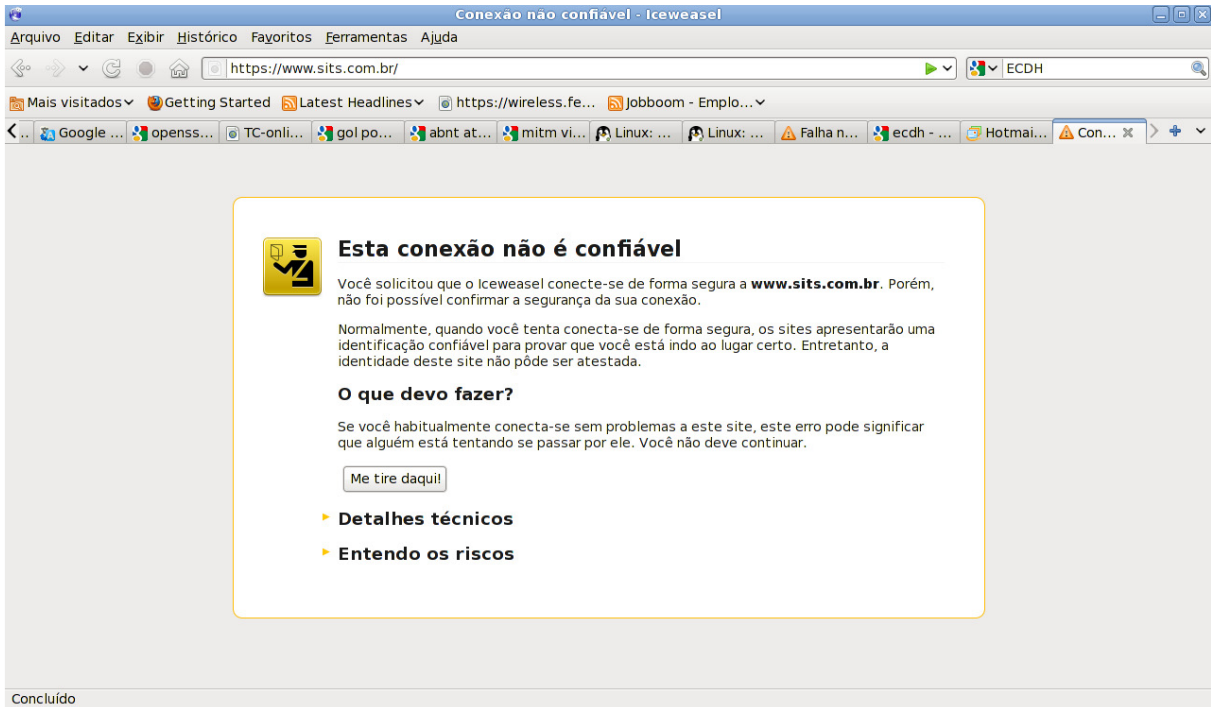 Conexão não confiável - Iceweasel
Arquivo Editar Exibir Histórico Favoritos Ferramentas Ajuda
https://www.sits.com.br/ ECDH
Mais visitados Getting Started Latest Headlines https://wireless.fe... Jobboom - Emplo...
.. Google ... openss... TC-onli... gol po... abnt at... mitm vi... Linux: ... Linux: ... Falha n... ecdh - ... Hotmai... Con...
Esta conexão não é confiável
Você solicitou que o Iceweasel conecte-se de forma segura a www.sits.com.br. Porém,
não foi possível confirmar a segurança da sua conexão.
Normalmente, quando você tenta conecta-se de forma segura, os sites apresentarão uma
identificação confiável para provar que você está indo ao lugar certo. Entretanto, a
identidade deste site não pôde ser atestada.
O que devo fazer?
Se você habitualmente conecta-se sem problemas a este site, este erro pode significar
que alguém está tentando se passar por ele. Você não deve continuar.
Me tire daqui!
Detalhes técnicos
Entendo os riscos
Concluído